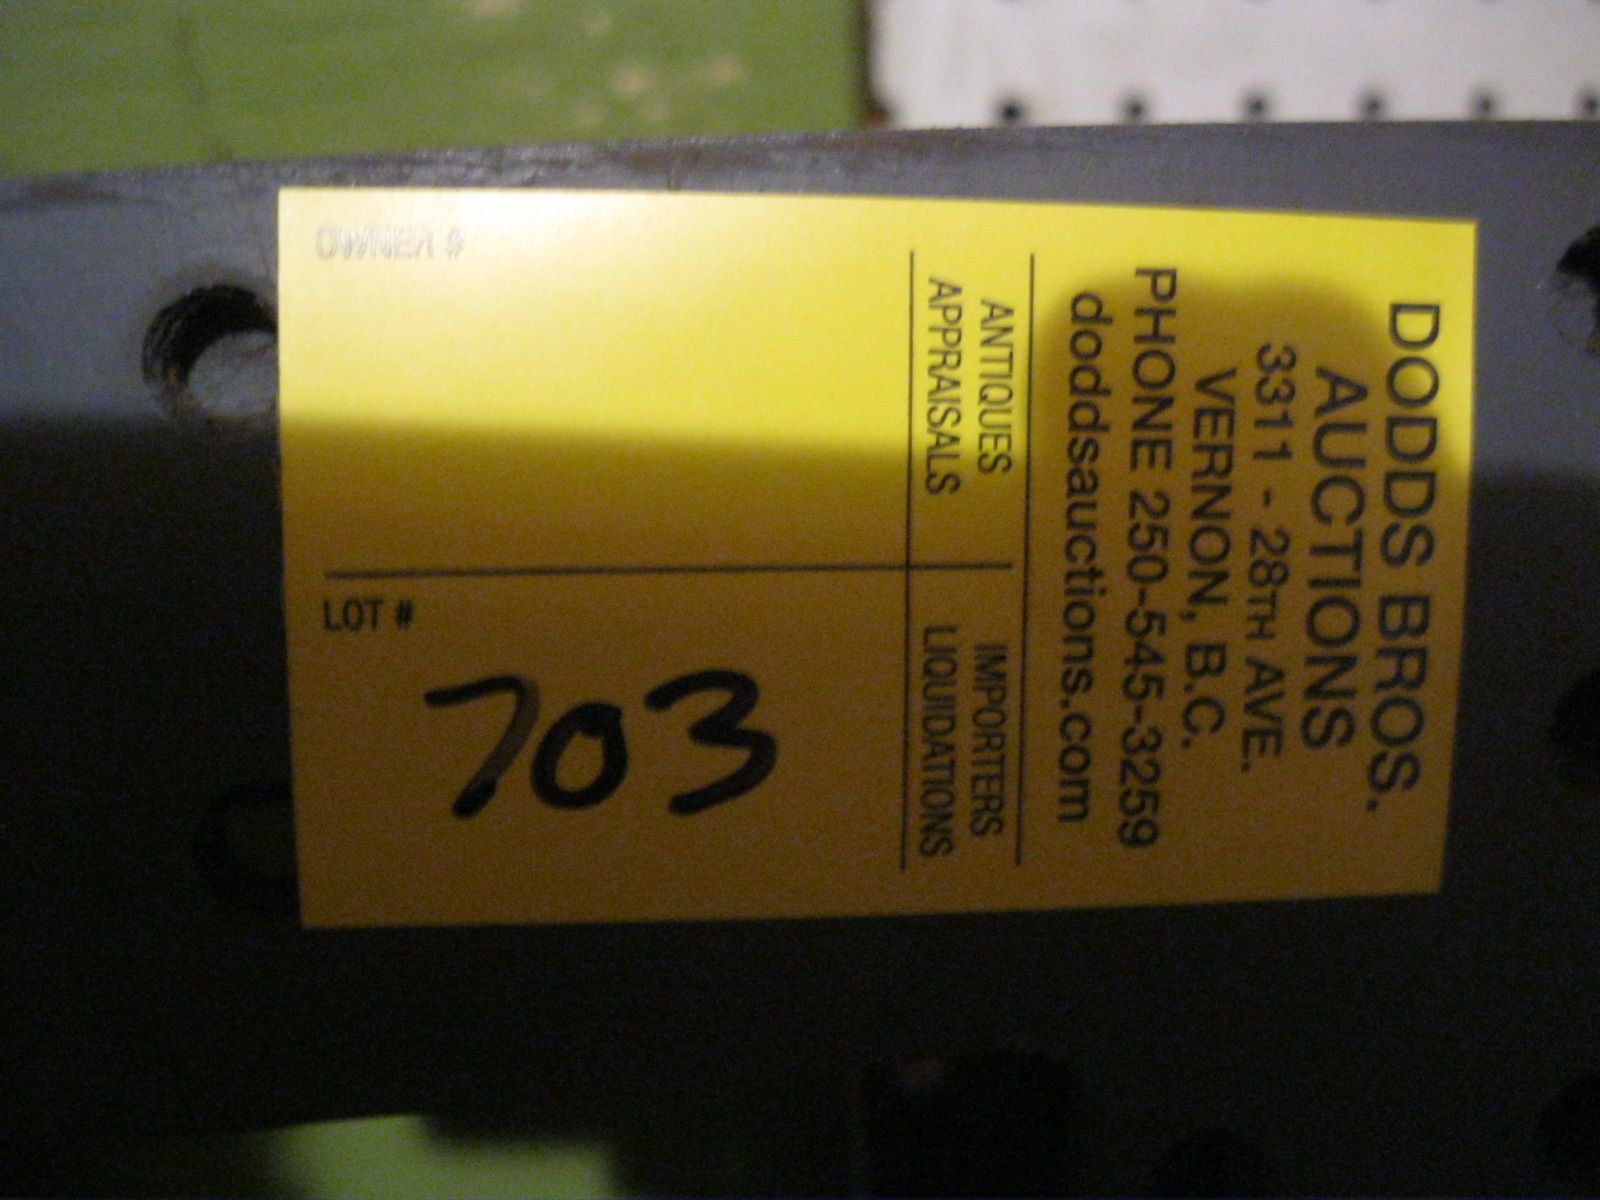 DODDS BROS.
AUCTIONS
3311 - 28TH AVE.
VERNON, B.C.
PHONE 250-545-3259
doddsauctions.com
ANTIQUES IMPORTERS
APPRAISALS LIQUIDATIONS
OWNER #
LOT #
703